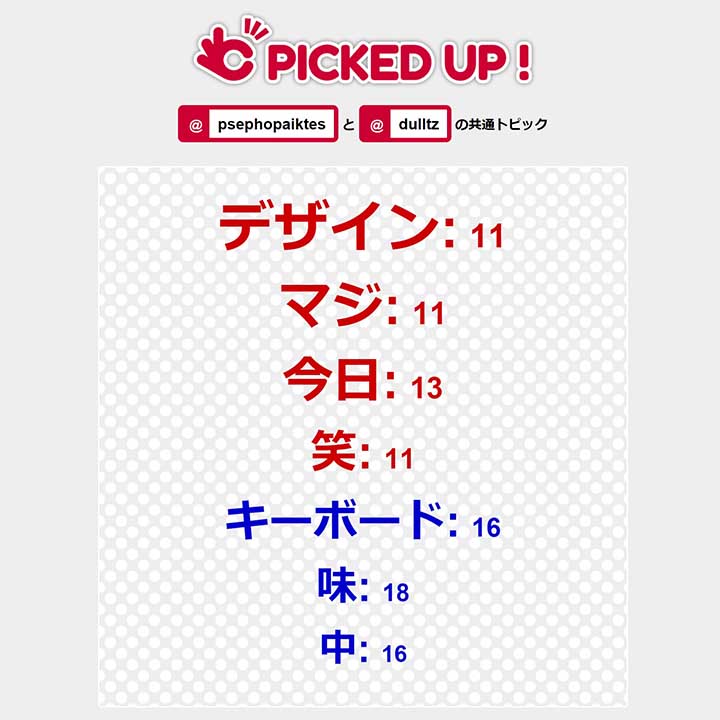 PICKED UP !
@ psephopaiktes と @ dulltz の共通トピック
デザイン: 11
マジ: 11
今日: 13
笑: 11
キーボード: 16
味: 18
中: 16